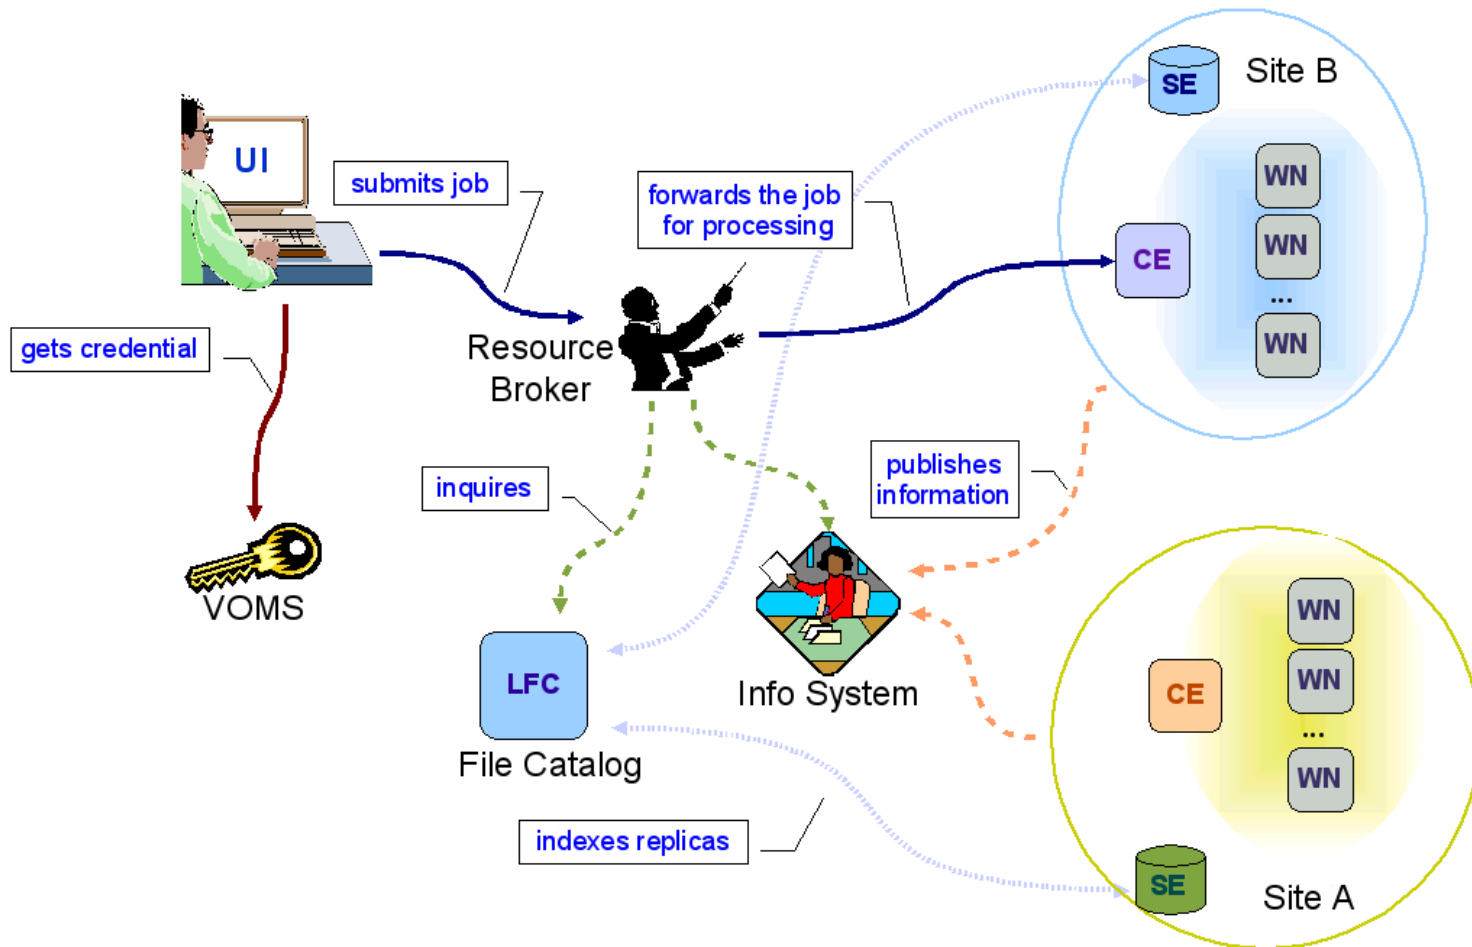 SE
Site B
UI
submits job
forwards the job
for processing
WN
WN
CE
...
WN
gets credential
Resource
Broker
inquires
publishes
information
VOMS
LFC
File Catalog
Info System
WN
WN
CE
...
WN
indexes replicas
SE
Site A